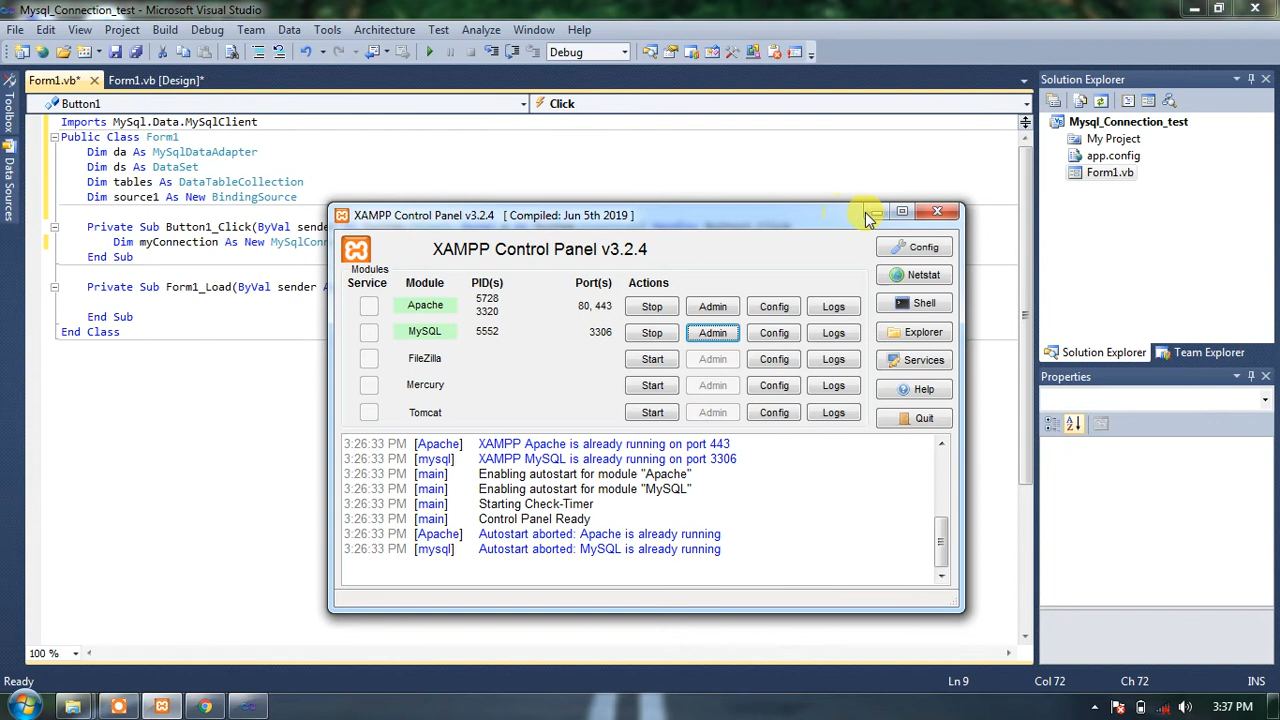 Mysql_Connection_test - Microsoft Visual Studio
File Edit View Project Build Debug Team Data Tools Architecture Test Analyze Window Help
Debug
Form1.vb* Form1.vb [Design]*
Button1 Click
Toolbox
Data Sources
Imports MySql.Data.MySqlClient
Public Class Form1
Dim da As MySqlDataAdapter
Dim ds As DataSet
Dim tables As DataTableCollection
Dim source1 As New BindingSource
Private Sub Button1_Click(ByVal sender
Dim myConnection As New MySqlConn
End Sub
Private Sub Form1_Load(ByVal sender A
End Sub
End Class
100 %
Solution Explorer
Mysql_Connection_test
My Project
app.config
Form1.vb
Solution Explorer Team Explorer
Properties
XAMPP Control Panel v3.2.4 [ Compiled: Jun 5th 2019 ]
XAMPP Control Panel v3.2.4
Modules
Service Module PID(s) Port(s) Actions
Apache 5728 3320 80, 443 Stop Admin Config Logs
MySQL 5552 3306 Stop Admin Config Logs
FileZilla Start Admin Config Logs
Mercury Start Admin Config Logs
Tomcat Start Admin Config Logs
Config
Netstat
Shell
Explorer
Services
Help
Quit
3:26:33 PM [Apache] XAMPP Apache is already running on port 443
3:26:33 PM [mysql] XAMPP MySQL is already running on port 3306
3:26:33 PM [main] Enabling autostart for module "Apache"
3:26:33 PM [main] Enabling autostart for module "MySQL"
3:26:33 PM [main] Starting Check-Timer
3:26:33 PM [main] Control Panel Ready
3:26:33 PM [Apache] Autostart aborted: Apache is already running
3:26:33 PM [mysql] Autostart aborted: MySQL is already running
Ready Ln 9 Col 72 Ch 72 INS
3:37 PM